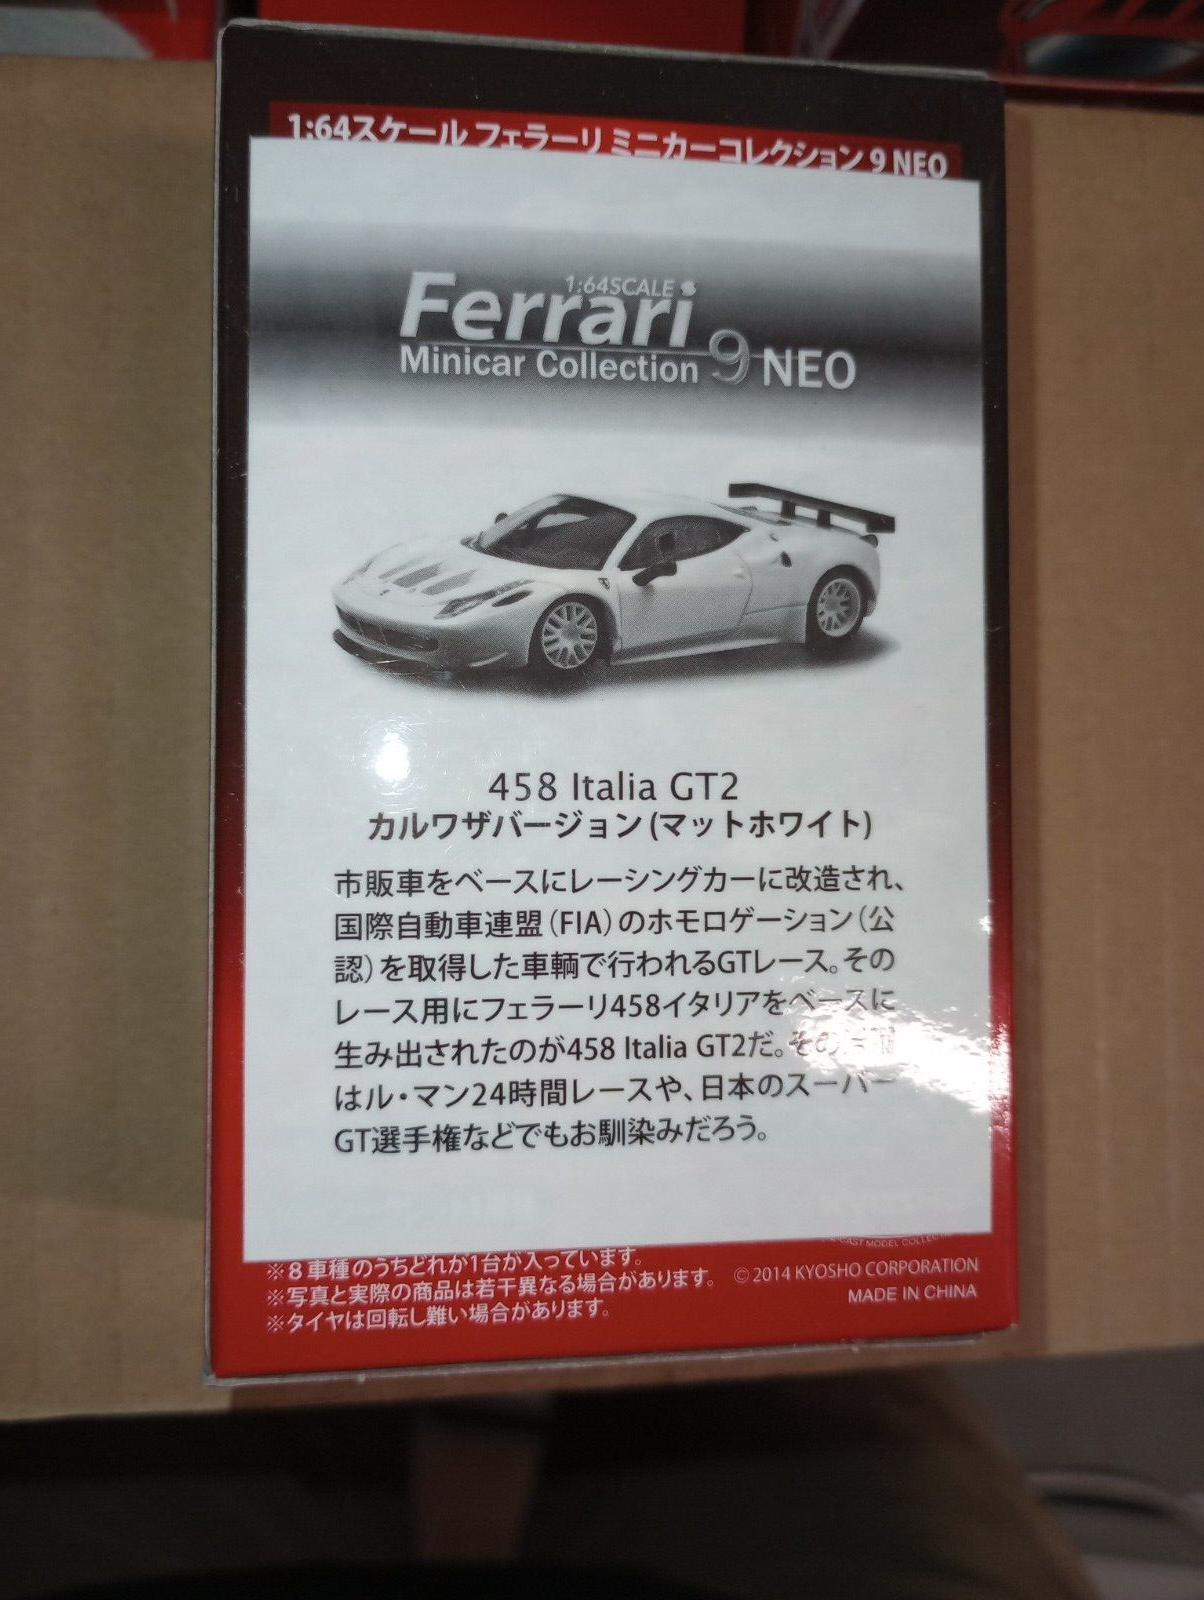 1:64スケール フェラーリ ミニカーコレクション 9 NEO
1:64SCALE
Ferrari
Minicar Collection 9 NEO
458 Italia GT2
カルワザバージョン(マットホワイト)
市販車をベースにレーシングカーに改造され、
国際自動車連盟(FIA)のホモロゲーション(公
認)を取得した車輌で行われるGTレース。その
レース用にフェラーリ458イタリアをベースに
生み出されたのが458 Italia GT2だ。その
はル・マン24時間レースや、日本のスーパー
GT選手権などでもお馴染みだろう。
※8車種のうちどれか1台が入っています。
※写真と実際の商品は若干異なる場合があります。
※タイヤは回転し難い場合があります。
CAST MODEL
© 2014 KYOSHO CORPORATION
MADE IN CHINA